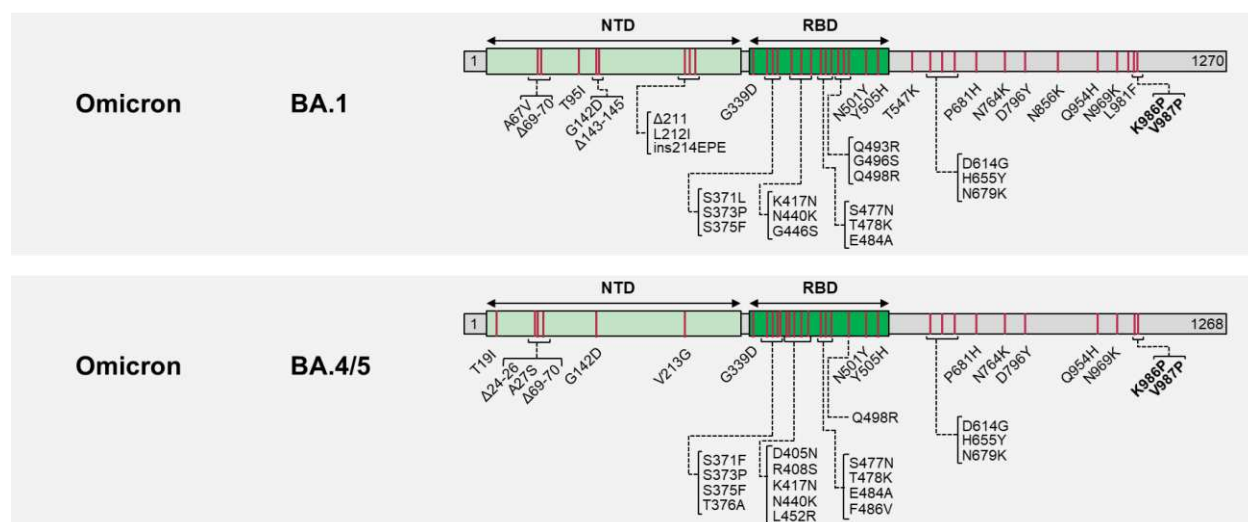 NTD
RBD
1
1270
Omicron
BA.1
A67V
Δ69-70
T95I
G142D
Δ143-145
Δ211
L212I
ins214EPE
G339D
S371L
S373P
S375F
K417N
N440K
G446S
S477N
T478K
E484A
Q493R
G496S
Q498R
N501Y
Y505H
T547K
D614G
H655Y
N679K
P681H
N764K
D796Y
N856K
Q954H
N969K
L981F
K986P
V987P
NTD
RBD
1
1268
Omicron
BA.4/5
T19I
Δ24-26
A27S
Δ69-70
G142D
V213G
G339D
S371F
S373P
S375F
T376A
D405N
R408S
K417N
N440K
L452R
S477N
T478K
E484A
F486V
Q498R
N501Y
Y505H
D614G
H655Y
N679K
P681H
N764K
D796Y
Q954H
N969K
K986P
V987P